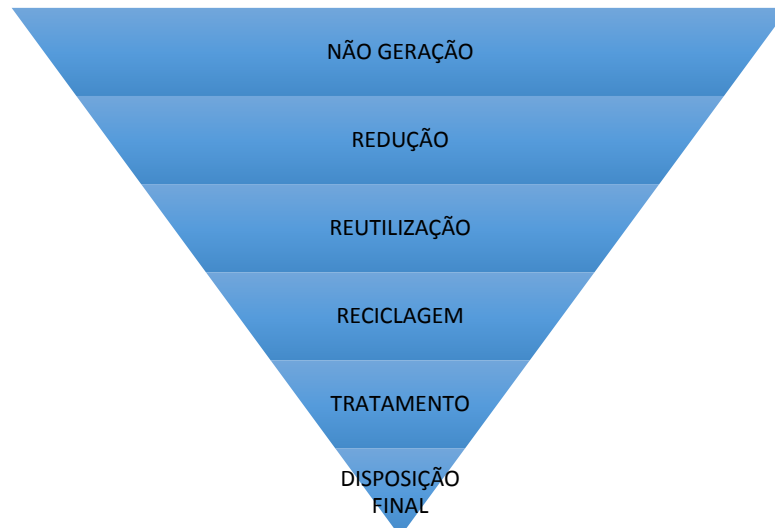 NÃO GERAÇÃO
REDUÇÃO
REUTILIZAÇÃO
RECICLAGEM
TRATAMENTO
DISPOSIÇÃO
FINAL